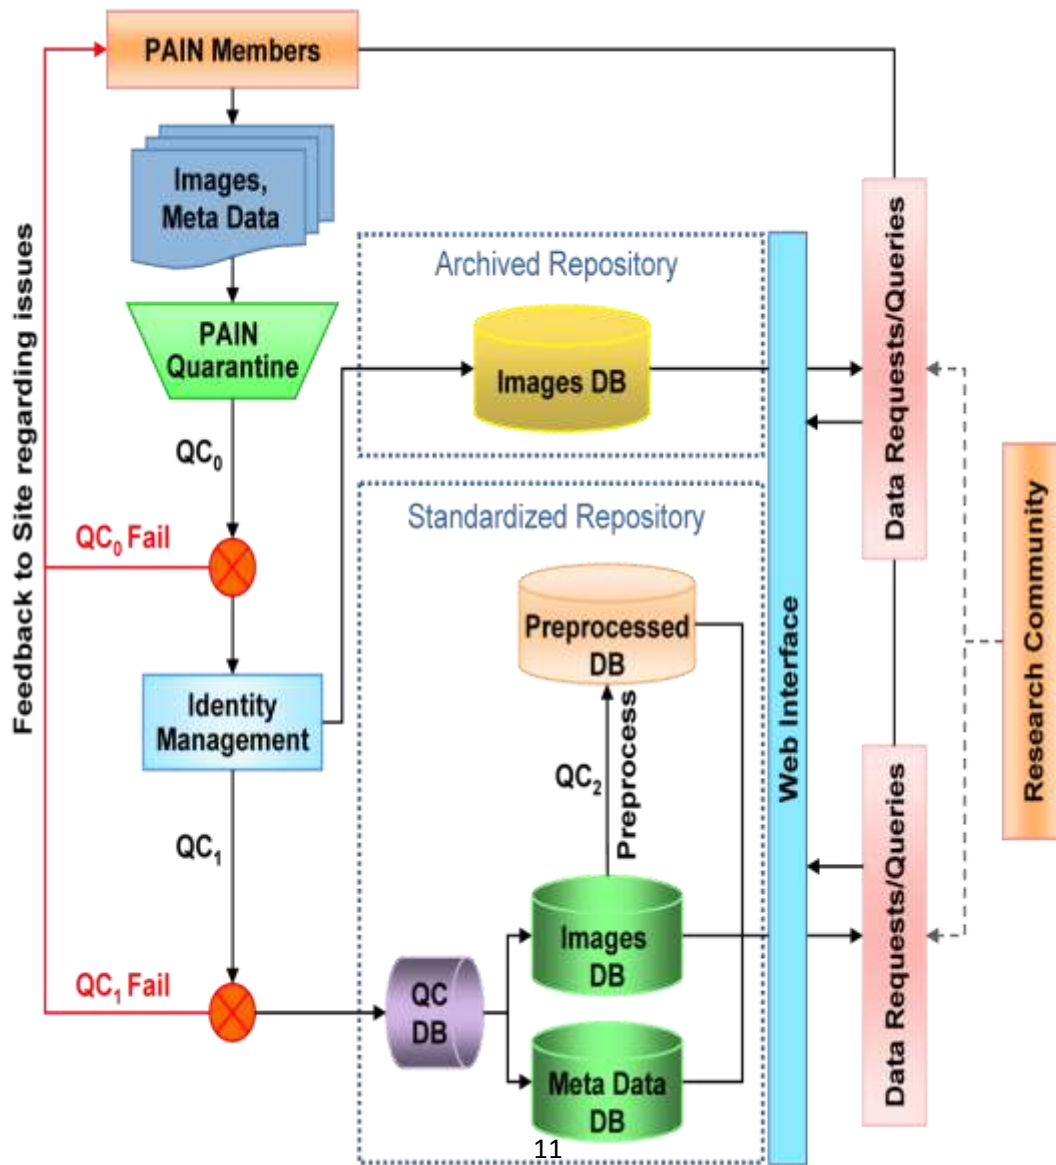 PAIN Members
Images,
Meta Data
PAIN
Quarantine
QC₀
QC₀ Fail
Identity
Management
QC₁
QC₁ Fail
Feedback to Site regarding issues
Archived Repository
Images DB
Standardized Repository
Preprocessed
DB
QC₂
Preprocess
Images
DB
QC
DB
Meta Data
DB
Web Interface
Data Requests/Queries
Data Requests/Queries
Research Community
11